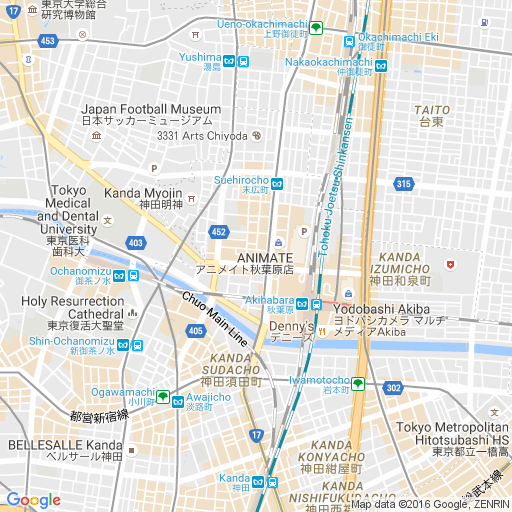 東京大学総合
研究博物館
17
453
Ueno-okachimachi
上野御徒町
Okachimachi Eki
御徒町
Yushima
湯島
Nakaokachimachi
仲御徒町
Japan Football Museum
日本サッカーミュージアム
3331 Arts Chiyoda
TAITO
台東
Tohoku Joetsu Shinkansen
P
Suehirocho
末広町
315
Tokyo
Medical
and Dental
University
東京医科
歯科大
Kanda Myojin
神田明神
452
403
P
ANIMATE
アニメイト秋葉原店
KANDA
IZUMICHO
神田和泉町
Ochanomizu
御茶ノ水
Holy Resurrection
Cathedral
東京復活大聖堂
Chuo Main Line
Akihabara
秋葉原
Yodobashi Akiba
ヨドバシカメラ マルチ
メディアAkiba
Denny's
デニーズ
405
Shin-Ochanomizu
新御茶ノ水
KANDA
SUDACHO
神田須田町
Iwamotocho
岩本町
302
Ogawamachi
小川町
Awajicho
淡路町
都営新宿線
Tokyo Metropolitan
Hitotsubashi HS
東京都立一橋高
17
BELLESALLE Kanda
ベルサール神田
KANDA
KONYACHO
神田紺屋町
Kanda
神田
KANDA
NISHIFUKUDACHO
神田西福
総武本線
Google
Map data ©2016 Google, ZENRIN